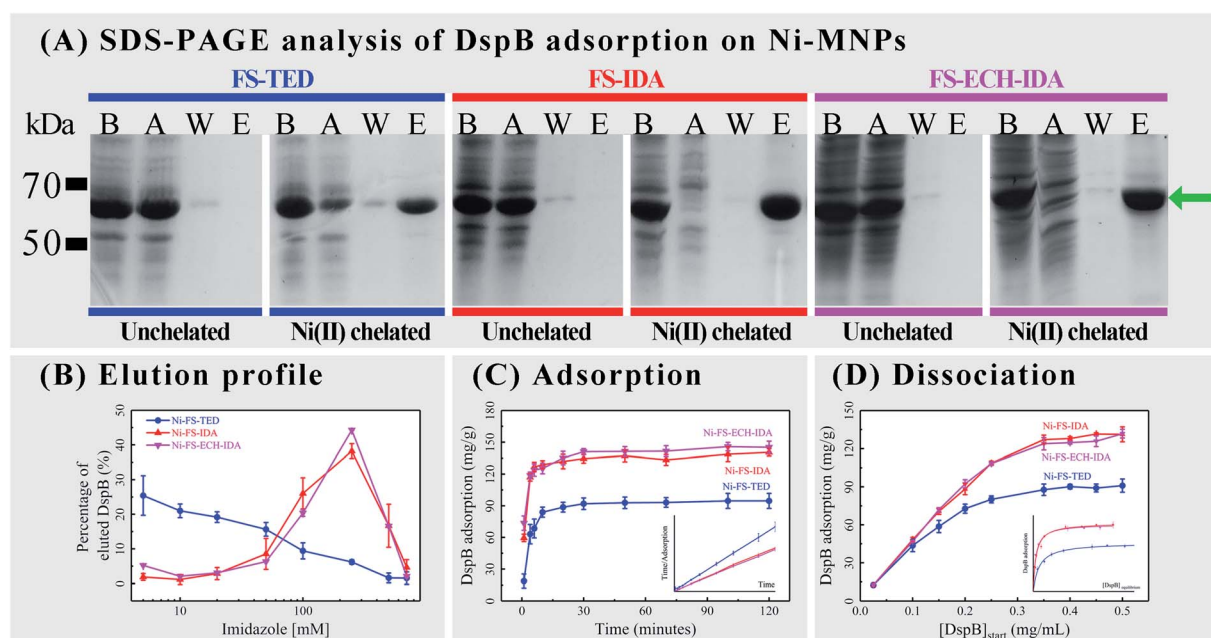 (A) SDS-PAGE analysis of DspB adsorption on Ni-MNPs
FS-TED FS-IDA FS-ECH-IDA
kDa B A W E B A W E B A W E B A W E B A W E B A W E
70
50
Unchelated Ni(II) chelated Unchelated Ni(II) chelated Unchelated Ni(II) chelated
(B) Elution profile
Percentage of
eluted DspB (%)
50
40
30
20
10
0
Ni-FS-TED
Ni-FS-IDA
Ni-FS-ECH-IDA
10 100
Imidazole [mM]
(C) Adsorption
DspB adsorption (mg/g)
180
150
120
90
60
30
0
Ni-FS-ECH-IDA
Ni-FS-IDA
Ni-FS-TED
Time/Adsorption
Time
0 20 40 60 80 100 120
Time (minutes)
(D) Dissociation
DspB adsorption (mg/g)
180
150
120
90
60
30
0
Ni-FS-IDA
Ni-FS-ECH-IDA
Ni-FS-TED
DspB adsorption
[DspB]equilibrium
0.0 0.1 0.2 0.3 0.4 0.5
[DspB]start (mg/mL)